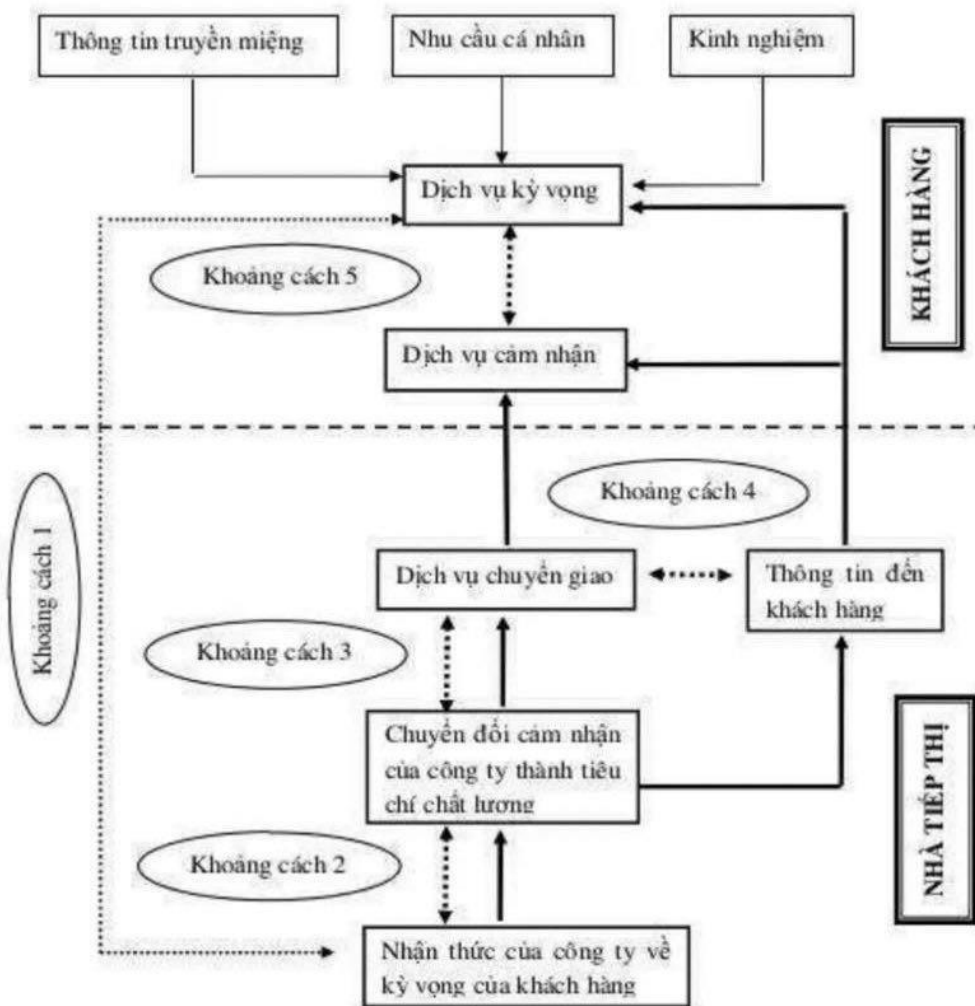 Thông tin truyền miệng
Nhu cầu cá nhân
Kinh nghiệm
Dịch vụ kỳ vọng
KHÁCH HÀNG
Khoảng cách 5
Dịch vụ cảm nhận
Khoảng cách 4
Khoảng cách 1
Dịch vụ chuyển giao
Thông tin đến
khách hàng
Khoảng cách 3
Chuyển đổi cảm nhận
của công ty thành tiêu
chí chất lượng
NHÀ TIẾP THỊ
Khoảng cách 2
Nhận thức của công ty về
kỳ vọng của khách hàng